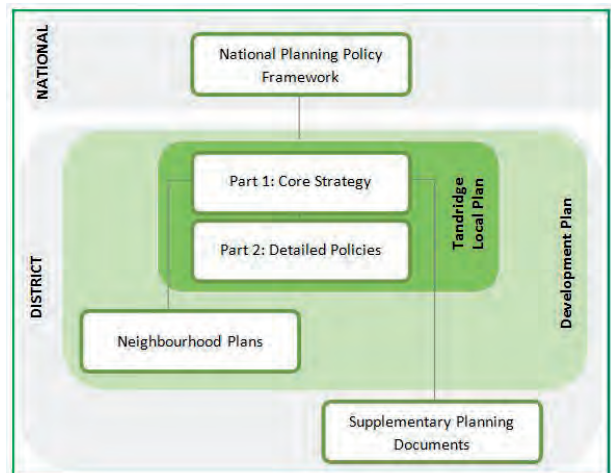 NATIONAL
National Planning Policy
Framework
Part 1: Core Strategy
Part 2: Detailed Policies
Tandridge
Local Plan
Development Plan
DISTRICT
Neighbourhood Plans
Supplementary Planning
Documents